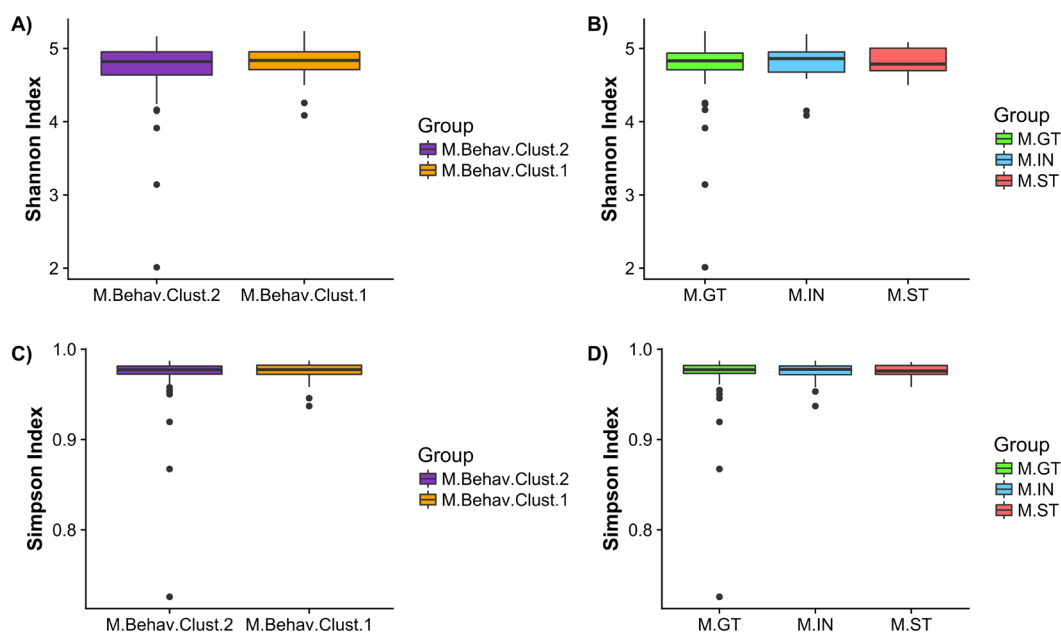 A)
Shannon Index
5
4
3
2
M.Behav.Clust.2 M.Behav.Clust.1
Group
M.Behav.Clust.2
M.Behav.Clust.1
B)
Shannon Index
5
4
3
2
M.GT M.IN M.ST
Group
M.GT
M.IN
M.ST
C)
Simpson Index
1.0
0.9
0.8
M.Behav.Clust.2 M.Behav.Clust.1
Group
M.Behav.Clust.2
M.Behav.Clust.1
D)
Simpson Index
1.0
0.9
0.8
M.GT M.IN M.ST
Group
M.GT
M.IN
M.ST